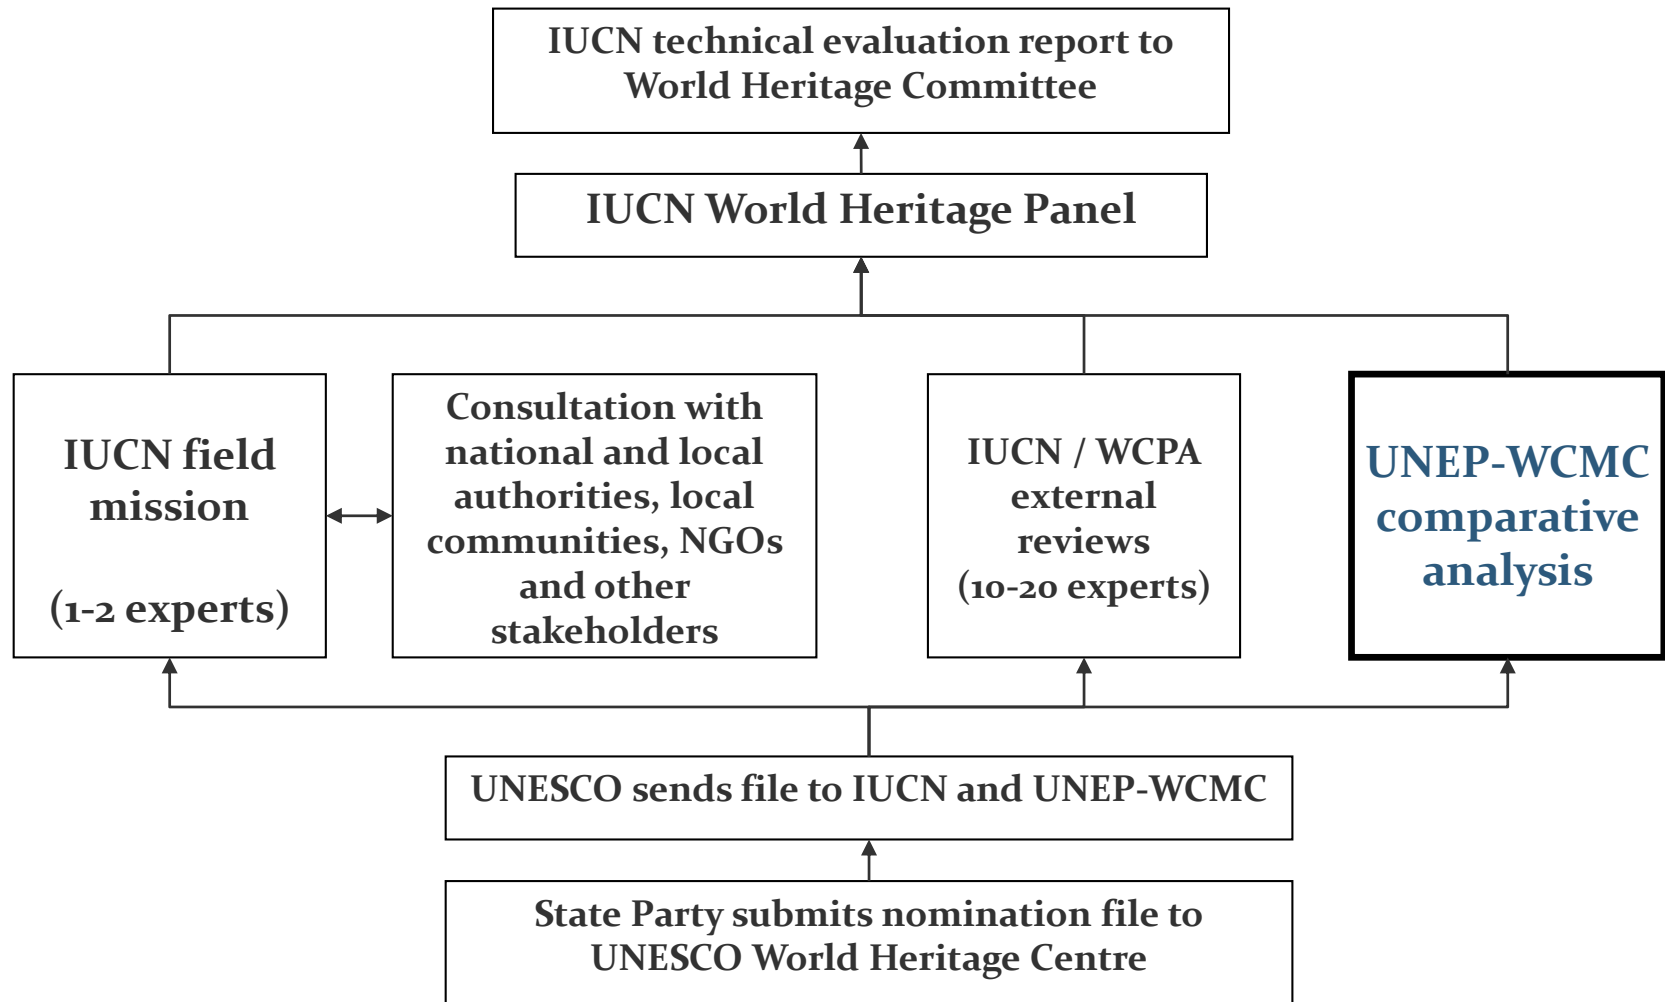 IUCN technical evaluation report to
World Heritage Committee
IUCN World Heritage Panel
IUCN field
mission
(1-2 experts)
Consultation with
national and local
authorities, local
communities, NGOs
and other
stakeholders
IUCN / WCPA
external
reviews
(10-20 experts)
UNEP-WCMC
comparative
analysis
UNESCO sends file to IUCN and UNEP-WCMC
State Party submits nomination file to
UNESCO World Heritage Centre